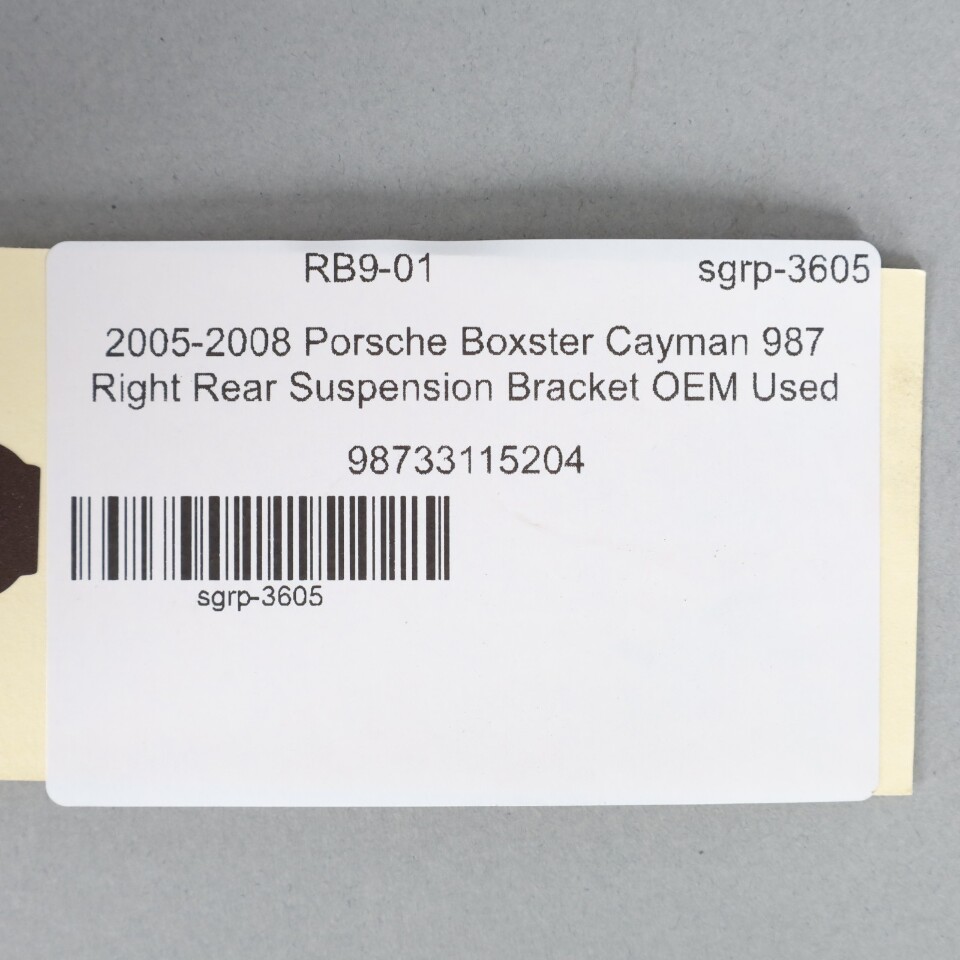 RB9-01 sgrp-3605
2005-2008 Porsche Boxster Cayman 987
Right Rear Suspension Bracket OEM Used
98733115204
sgrp-3605